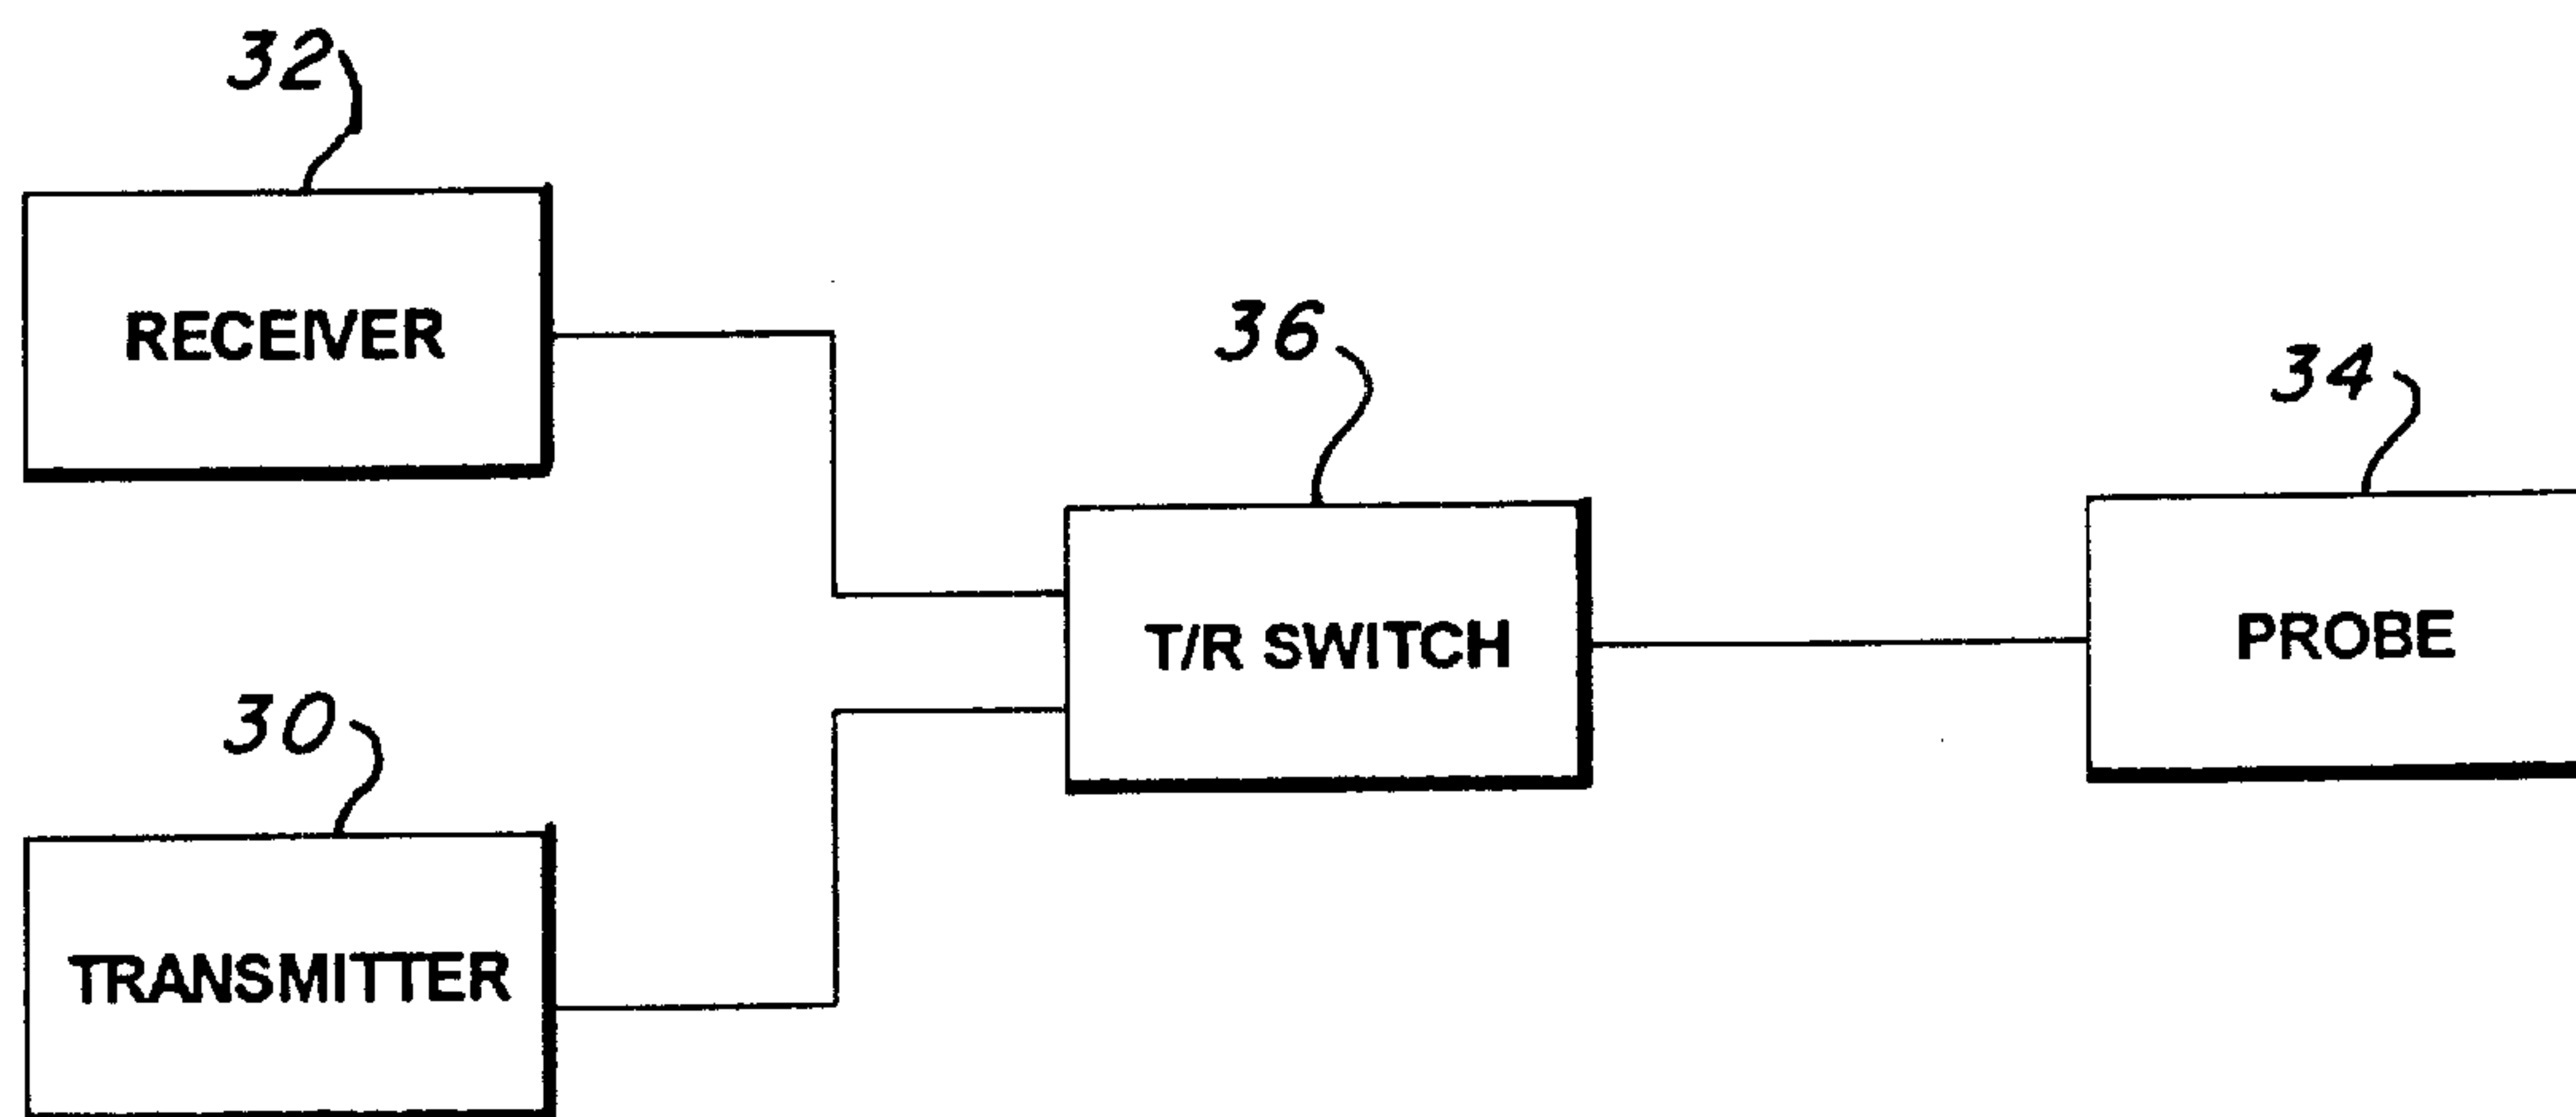 32
RECEIVER
36
T/R SWITCH
34
PROBE
30
TRANSMITTER